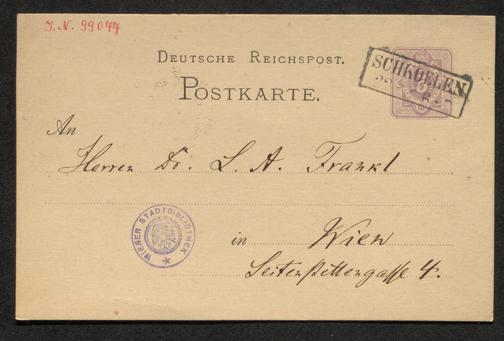 J. N. 99044
DEUTSCHE REICHSPOST.
POSTKARTE.
SCHKOELEN
An
Herren Dr. L. A. Frankl
WIENER STADTBIBLIOTHEK
in Wien
Seitenstettengasse 4.